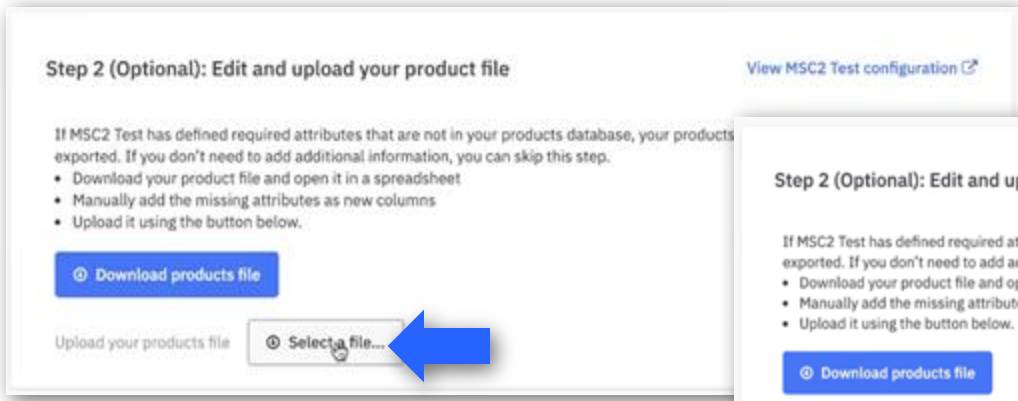 Step 2 (Optional): Edit and upload your product file
View MSC2 Test configuration
If MSC2 Test has defined required attributes that are not in your products database, your products
exported. If you don't need to add additional information, you can skip this step.
• Download your product file and open it in a spreadsheet
• Manually add the missing attributes as new columns
• Upload it using the button below.
Download products file
Upload your products file
Select a file...
Step 2 (Optional): Edit and
If MSC2 Test has defined required
exported. If you don't need to add
• Download your product file and
• Manually add the missing
• Upload it using the button below.
Download products file